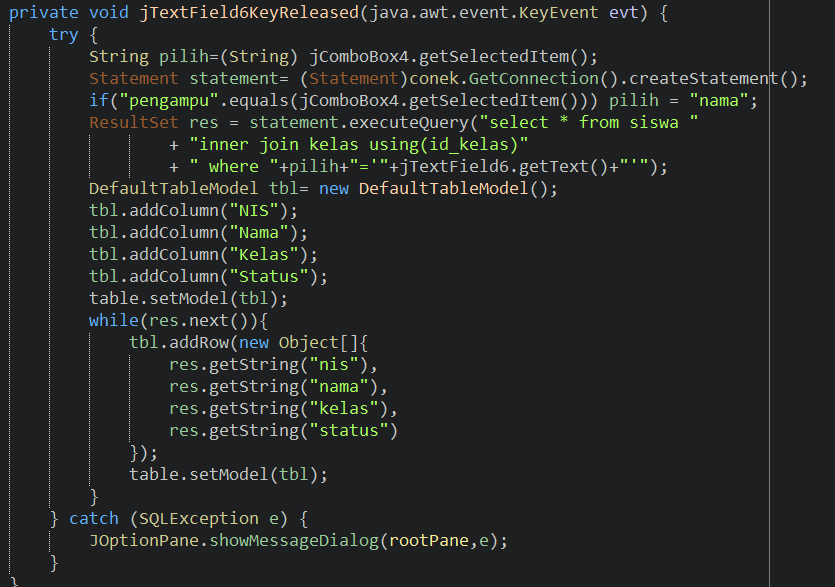 private void jTextField6KeyReleased(java.awt.event.KeyEvent evt) {
    try {
        String pilih=(String) jComboBox4.getSelectedItem();
        Statement statement= (Statement)conek.GetConnection().createStatement();
        if("pengampu".equals(jComboBox4.getSelectedItem())) pilih = "nama";
        ResultSet res = statement.executeQuery("select * from siswa "
                + "inner join kelas using(id_kelas)"
                + " where "+pilih+"='"+jTextField6.getText()+"'");
        DefaultTableModel tbl= new DefaultTableModel();
        tbl.addColumn("NIS");
        tbl.addColumn("Nama");
        tbl.addColumn("Kelas");
        tbl.addColumn("Status");
        table.setModel(tbl);
        while(res.next()){
            tbl.addRow(new Object[]{
                res.getString("nis"),
                res.getString("nama"),
                res.getString("kelas"),
                res.getString("status")
            });
            table.setModel(tbl);
        }
    } catch (SQLException e) {
        JOptionPane.showMessageDialog(rootPane,e);
    }
}